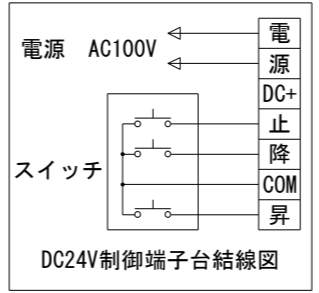 電源 AC100V
電
源
DC+
止
降
COM
昇
スイッチ
DC24V制御端子台結線図